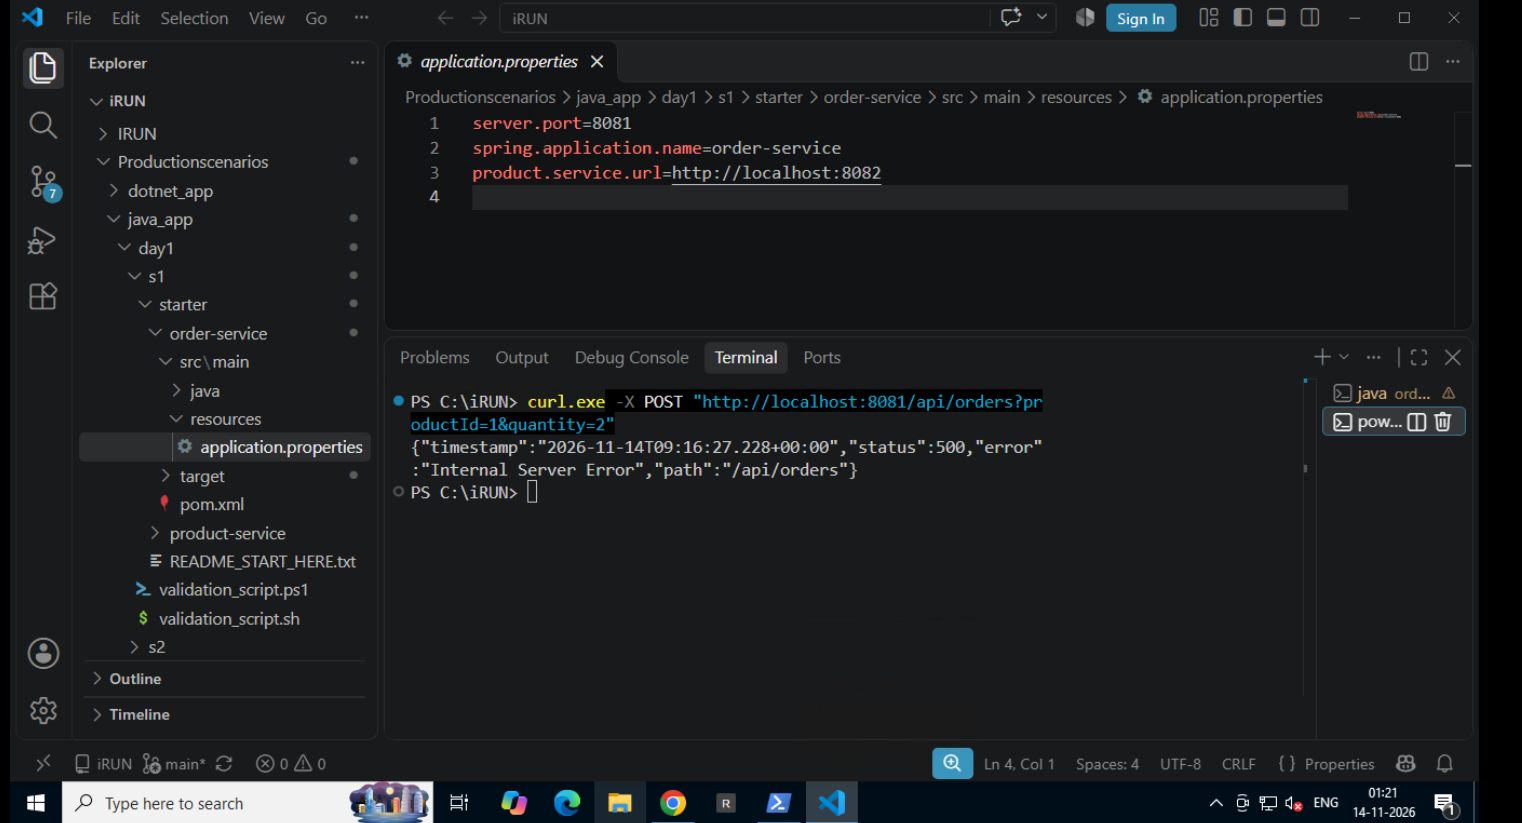 File Edit Selection View Go ··· iRUN Sign In
Explorer ···
iRUN
IRUN
Productionscenarios
dotnet_app
java_app
day1
s1
starter
order-service
src\main
java
resources
application.properties
target
pom.xml
product-service
README_START_HERE.txt
validation_script.ps1
validation_script.sh
s2
Outline
Timeline
7
application.properties
Productionscenarios > java_app > day1 > s1 > starter > order-service > src > main > resources > application.properties
1 server.port=8081
2 spring.application.name=order-service
3 product.service.url=http://localhost:8082
4
Problems Output Debug Console Terminal Ports
PS C:\iRUN> curl.exe -X POST "http://localhost:8081/api/orders?pr
oductId=1&quantity=2"
{"timestamp":"2026-11-14T09:16:27.228+00:00","status":500,"error"
:"Internal Server Error","path":"/api/orders"}
PS C:\iRUN>
java ord...
pow...
iRUN main* 0 0 Ln 4, Col 1 Spaces: 4 UTF-8 CRLF { } Properties
Type here to search
R
ENG
01:21
14-11-2026
1